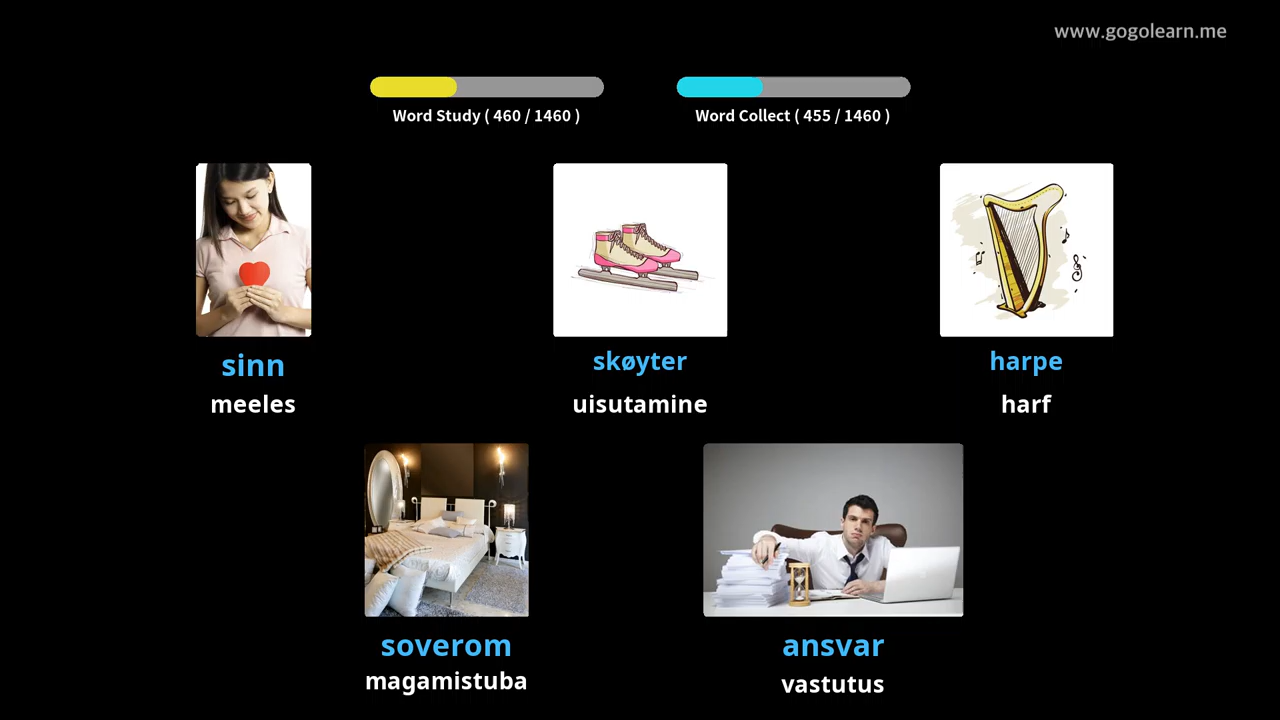 www.gogolearn.me
Word Study ( 460 / 1460 )
Word Collect ( 455 / 1460 )
sinn
meeles
skøyter
uisutamine
harpe
harf
soverom
magamistuba
ansvar
vastutus